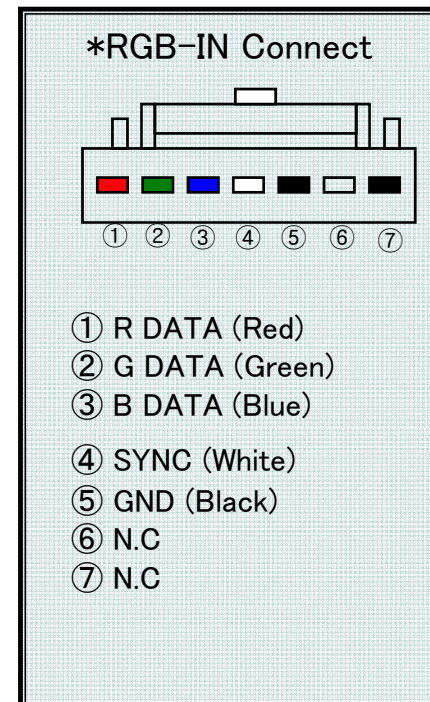 *RGB-IN Connect
① ② ③ ④ ⑤ ⑥ ⑦
① R DATA (Red)
② G DATA (Green)
③ B DATA (Blue)
④ SYNC (White)
⑤ GND (Black)
⑥ N.C
⑦ N.C